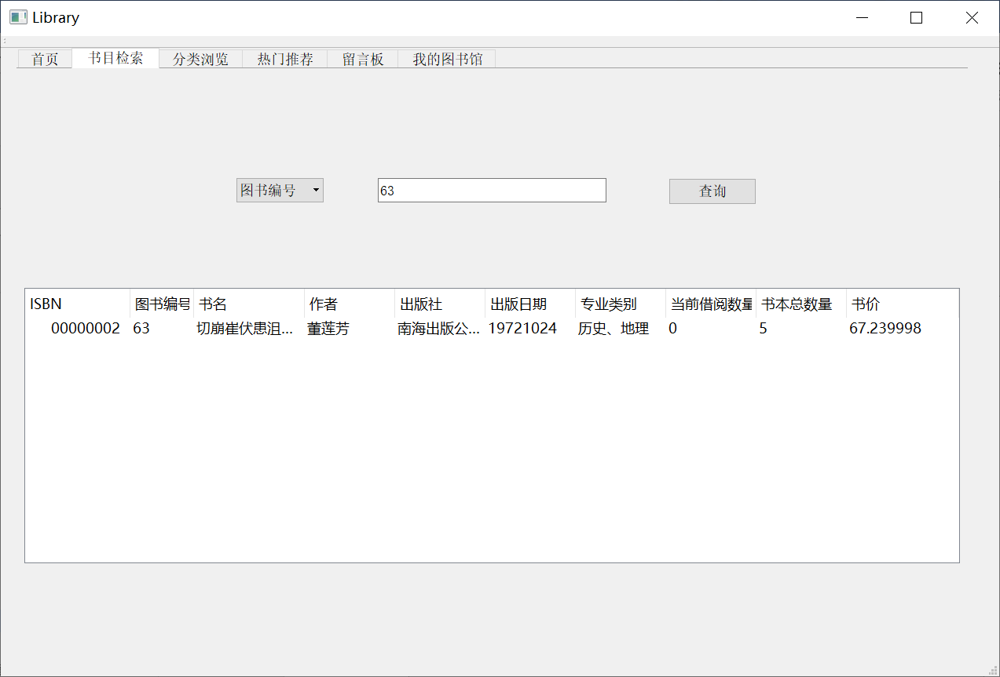 Library
首页 书目检索 分类浏览 热门推荐 留言板 我的图书馆
图书编号 63 查询
ISBN 图书编号 书名 作者 出版社 出版日期 专业类别 当前借阅数量 书本总数量 书价
00000002 63 切崩崔伏患沮... 董莲芳 南海出版公... 19721024 历史、地理 0 5 67.239998